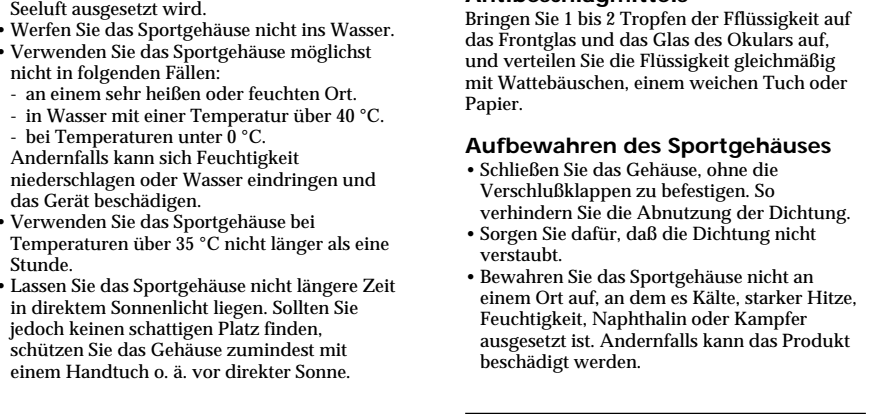 Seeluft ausgesetzt wird.
• Werfen Sie das Sportgehäuse nicht ins Wasser.
• Verwenden Sie das Sportgehäuse möglichst
nicht in folgenden Fällen:
- an einem sehr heißen oder feuchten Ort.
- in Wasser mit einer Temperatur über 40 °C.
- bei Temperaturen unter 0 °C.
Andernfalls kann sich Feuchtigkeit
niederschlagen oder Wasser eindringen und
das Gerät beschädigen.
• Verwenden Sie das Sportgehäuse bei
Temperaturen über 35 °C nicht länger als eine
Stunde.
• Lassen Sie das Sportgehäuse nicht längere Zeit
in direktem Sonnenlicht liegen. Sollten Sie
jedoch keinen schattigen Platz finden,
schützen Sie das Gehäuse zumindest mit
einem Handtuch o. ä. vor direkter Sonne.
Antibeschlagmittels
Bringen Sie 1 bis 2 Tropfen der Fflüssigkeit auf
das Frontglas und das Glas des Okulars auf,
und verteilen Sie die Flüssigkeit gleichmäßig
mit Wattebäuschen, einem weichen Tuch oder
Papier.
Aufbewahren des Sportgehäuses
• Schließen Sie das Gehäuse, ohne die
Verschlußklappen zu befestigen. So
verhindern Sie die Abnutzung der Dichtung.
• Sorgen Sie dafür, daß die Dichtung nicht
verstaubt.
• Bewahren Sie das Sportgehäuse nicht an
einem Ort auf, an dem es Kälte, starker Hitze,
Feuchtigkeit, Naphthalin oder Kampfer
ausgesetzt ist. Andernfalls kann das Produkt
beschädigt werden.